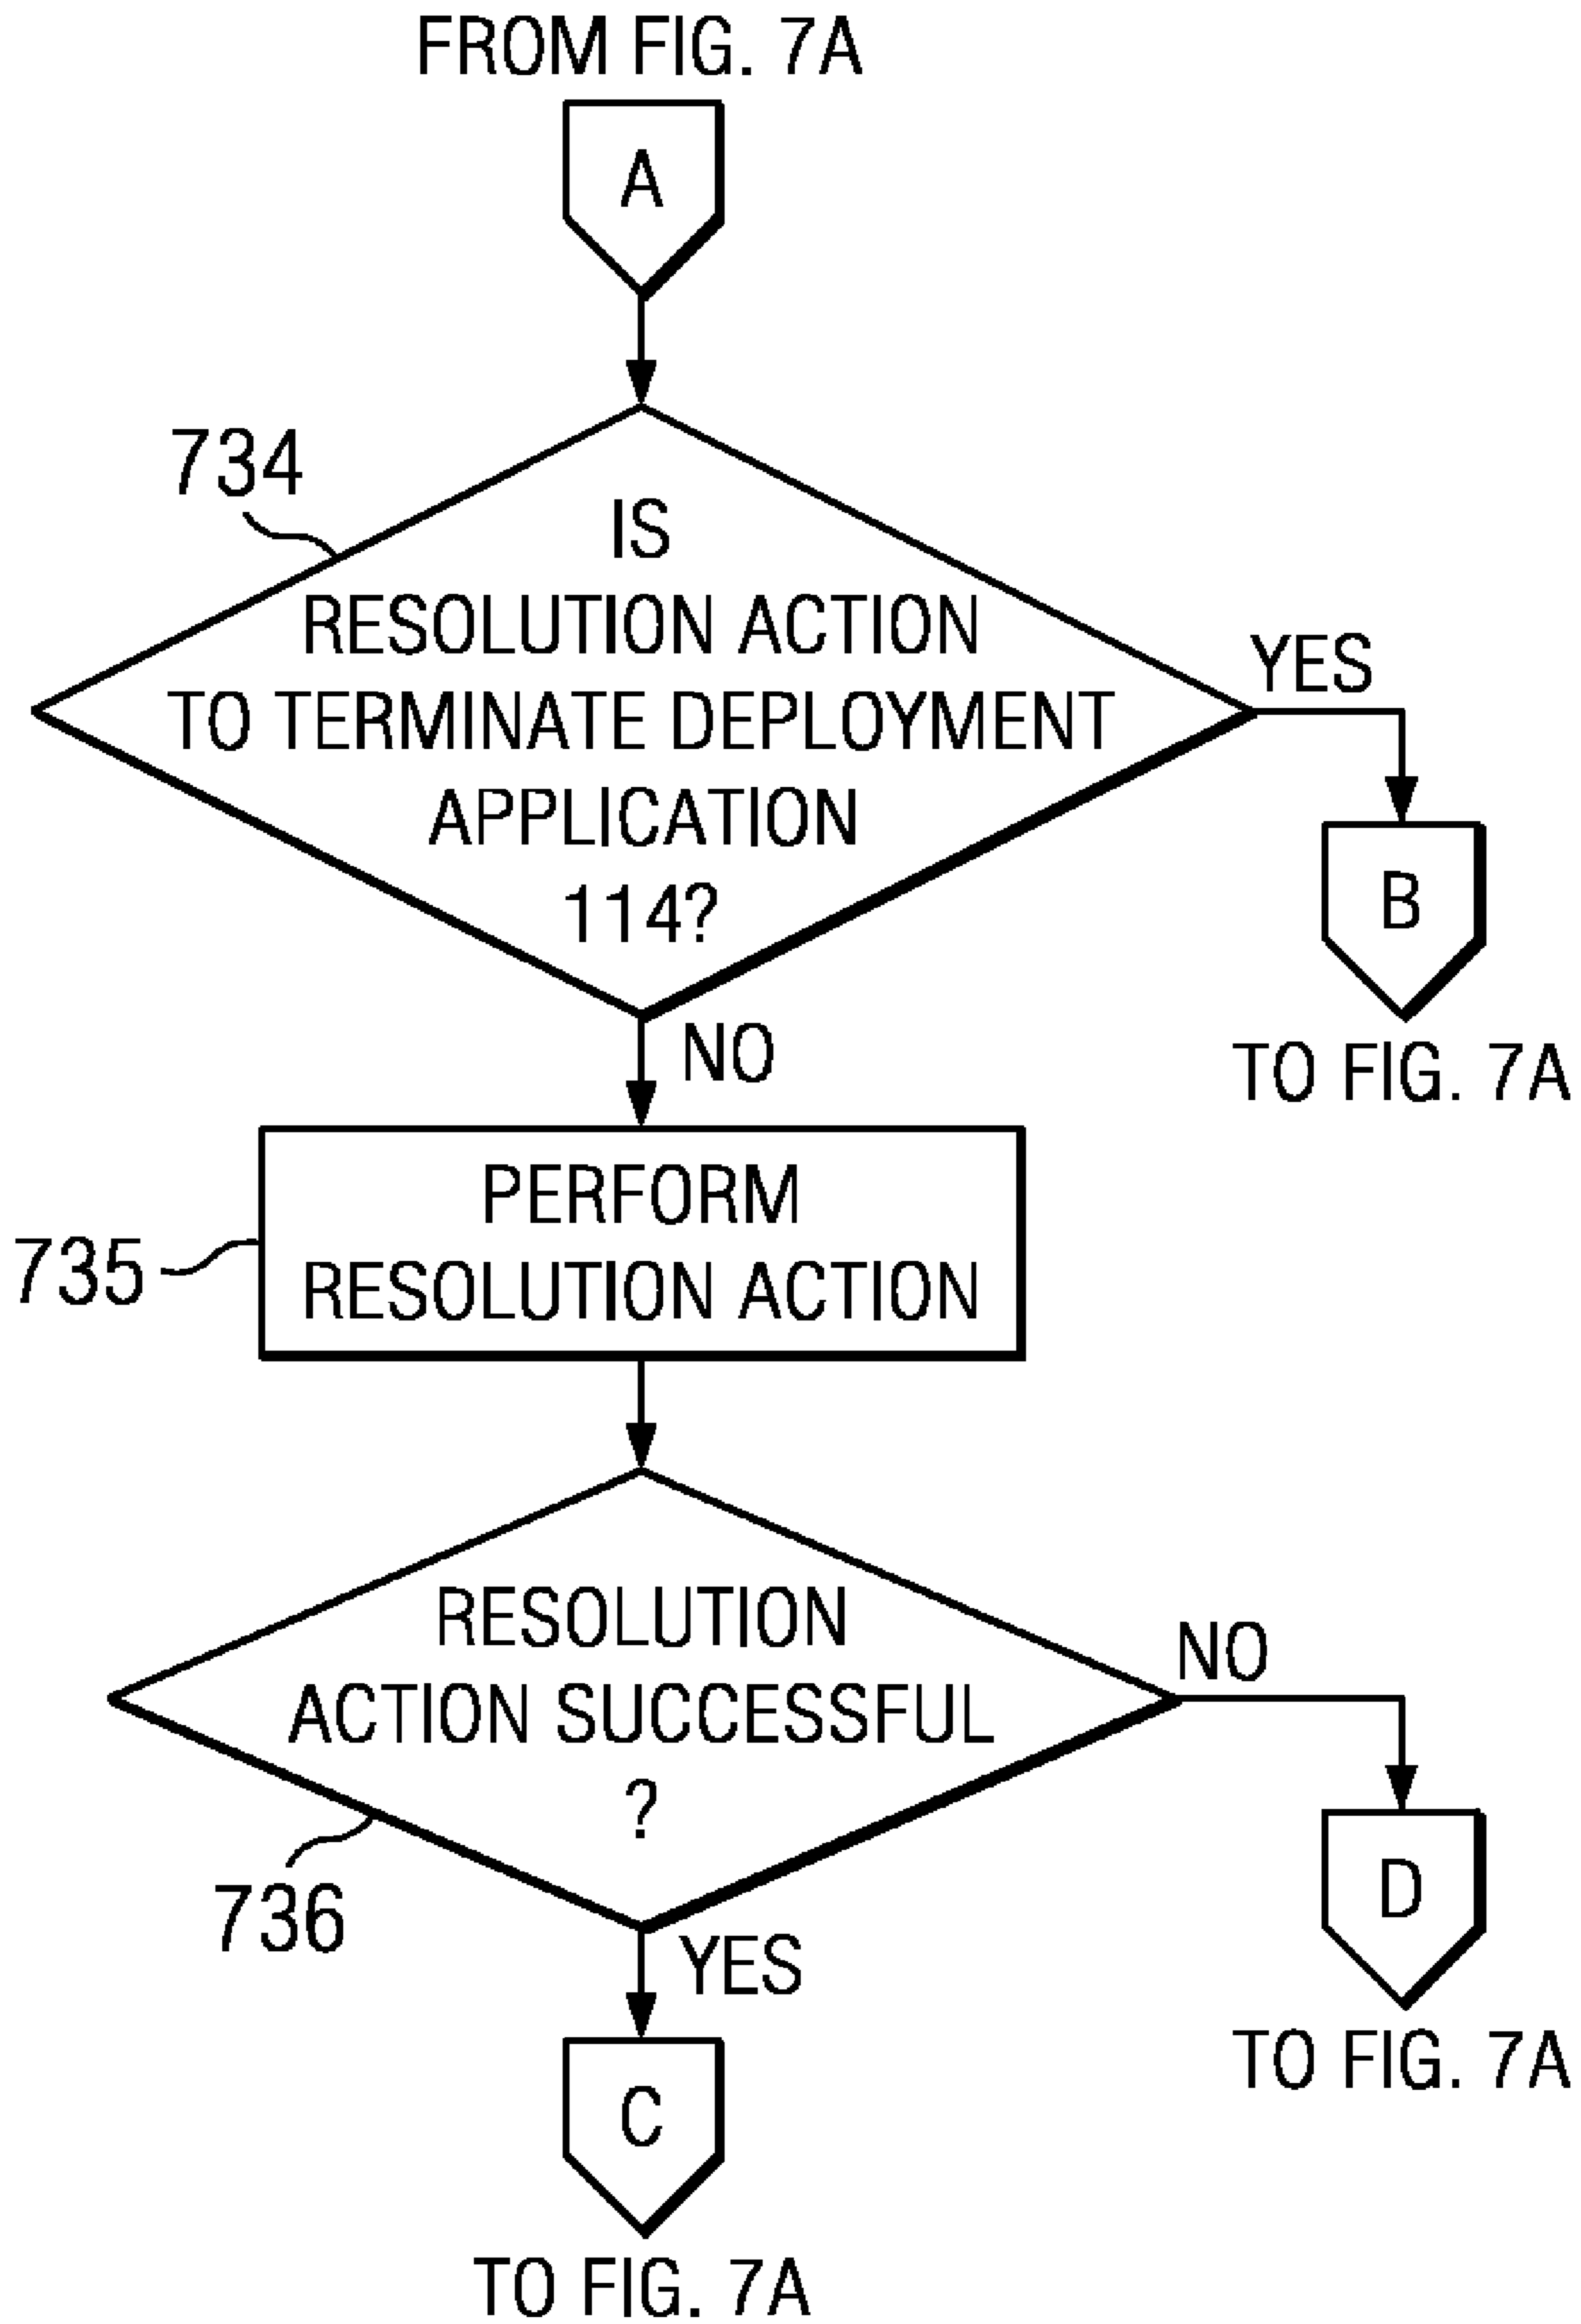 FROM FIG. 7A
A
734
IS
RESOLUTION ACTION
TO TERMINATE DEPLOYMENT
APPLICATION
114?
YES
B
TO FIG. 7A
NO
735
PERFORM
RESOLUTION ACTION
RESOLUTION
ACTION SUCCESSFUL
?
NO
736
D
TO FIG. 7A
YES
C
TO FIG. 7A